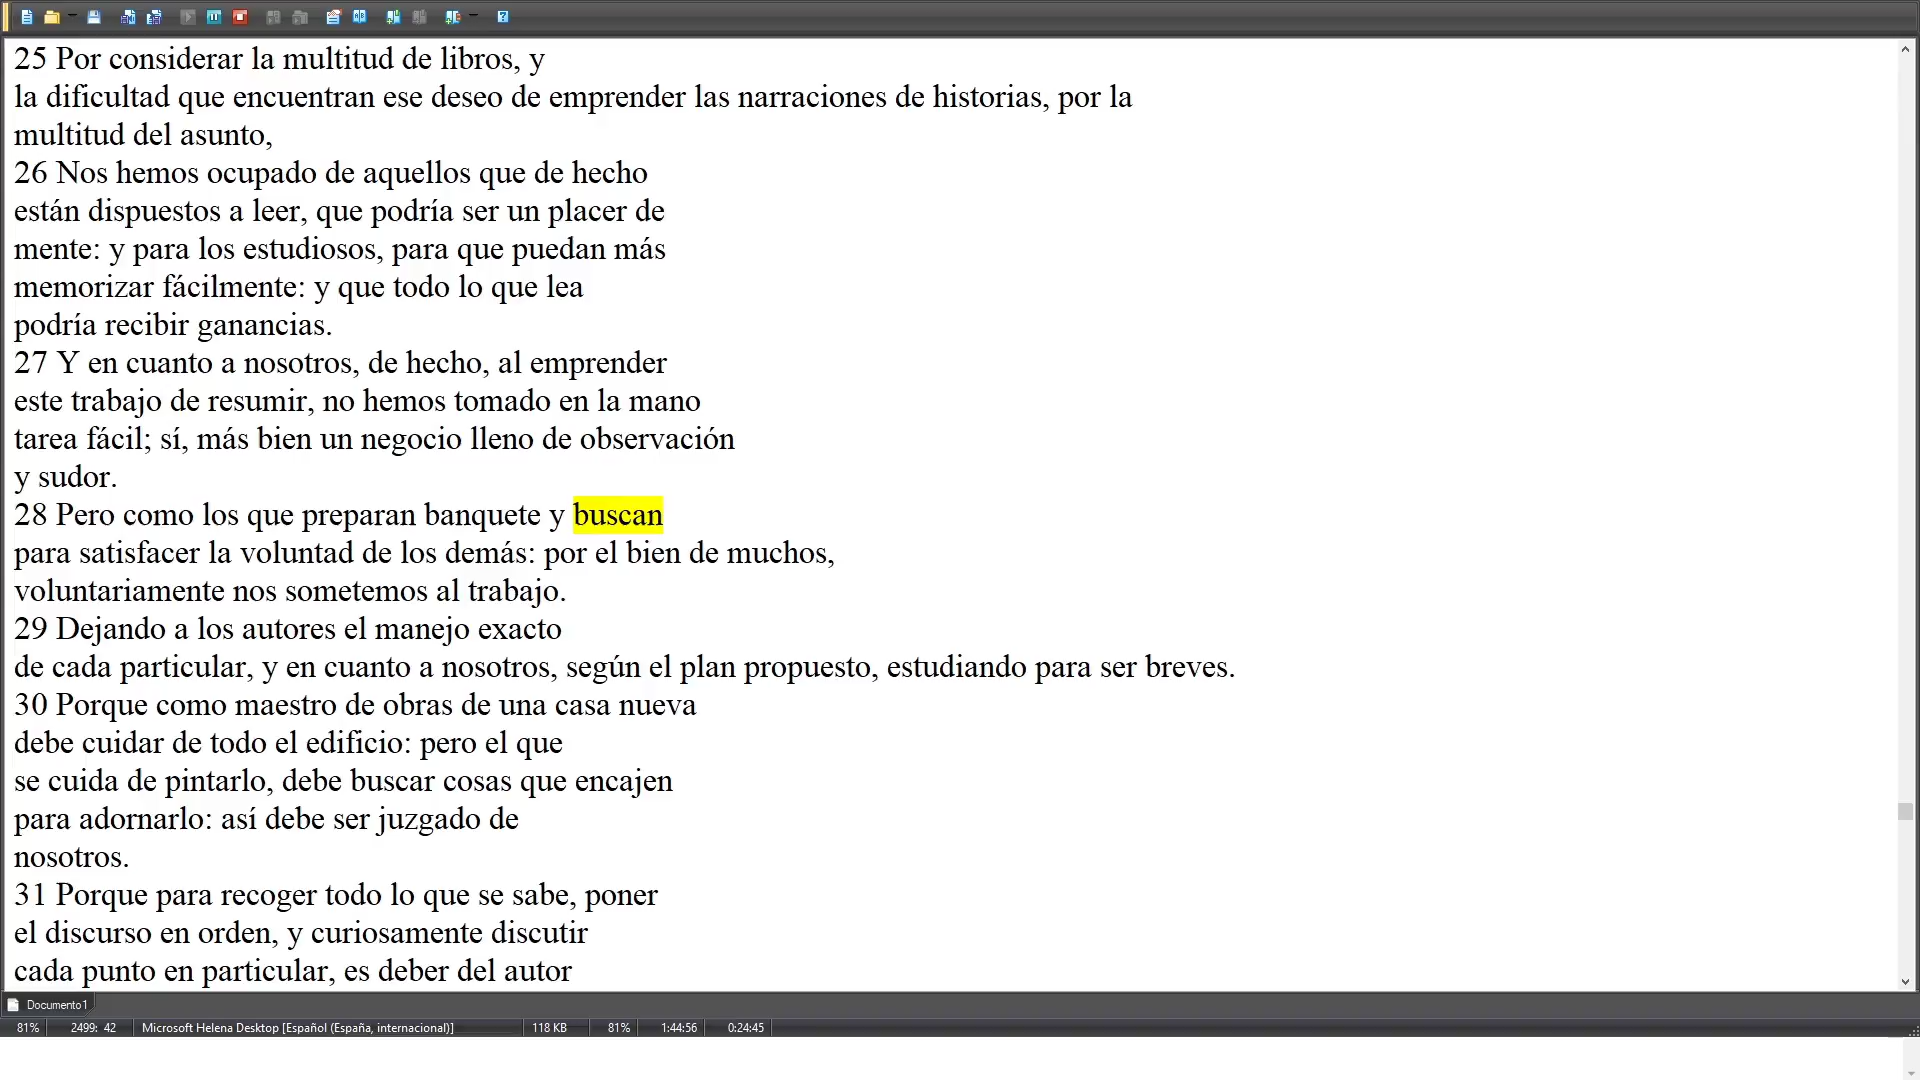 25 Por considerar la multitud de libros, y
la dificultad que encuentran ese deseo de emprender las narraciones de historias, por la
multitud del asunto,
26 Nos hemos ocupado de aquellos que de hecho
están dispuestos a leer, que podría ser un placer de
mente: y para los estudiosos, para que puedan más
memorizar fácilmente: y que todo lo que lea
podría recibir ganancias.
27 Y en cuanto a nosotros, de hecho, al emprender
este trabajo de resumir, no hemos tomado en la mano
tarea fácil; sí, más bien un negocio lleno de observación
y sudor.
28 Pero como los que preparan banquete y buscan
para satisfacer la voluntad de los demás: por el bien de muchos,
voluntariamente nos sometemos al trabajo.
29 Dejando a los autores el manejo exacto
de cada particular, y en cuanto a nosotros, según el plan propuesto, estudiando para ser breves.
30 Porque como maestro de obras de una casa nueva
debe cuidar de todo el edificio: pero el que
se cuida de pintarlo, debe buscar cosas que encajen
para adornarlo: así debe ser juzgado de
nosotros.
31 Porque para recoger todo lo que se sabe, poner
el discurso en orden, y curiosamente discutir
cada punto en particular, es deber del autor
Documento1
81% 2499: 42 Microsoft Helena Desktop [Español (España, internacional)] 118 KB 81% 1:44:56 0:24:45